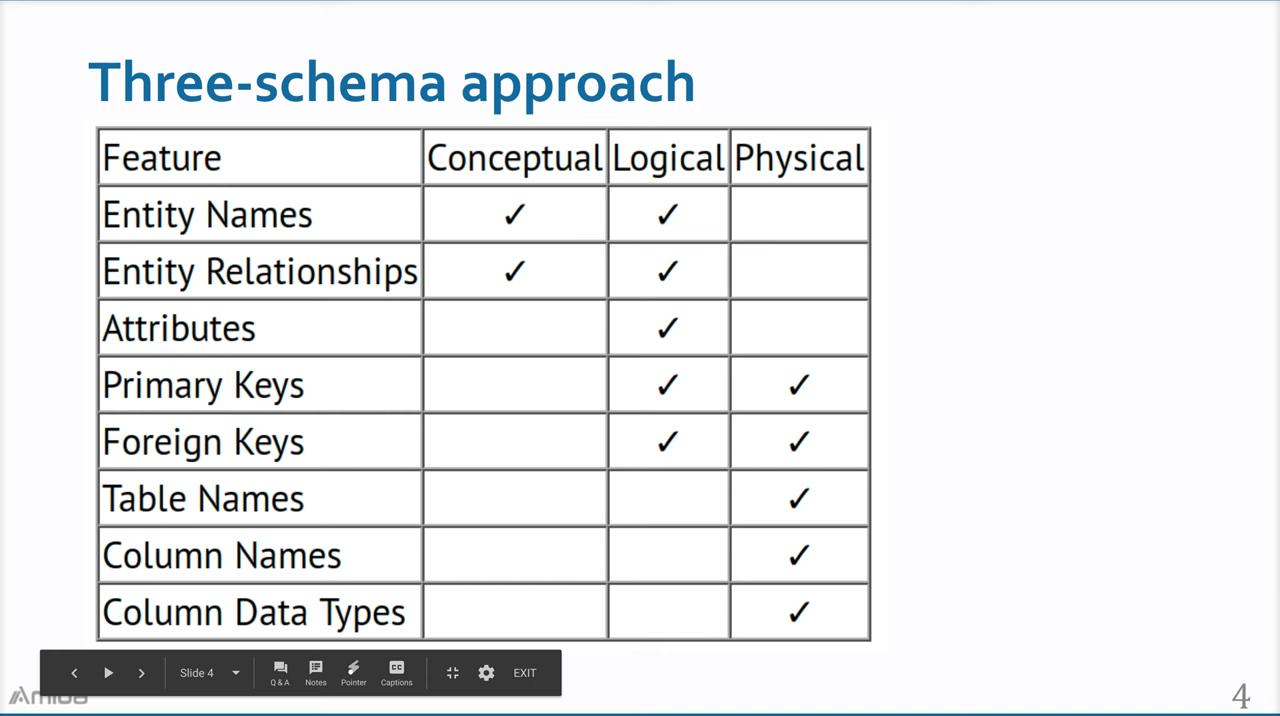 Three-schema approach
Feature Conceptual Logical Physical
Entity Names ✓ ✓
Entity Relationships ✓ ✓
Attributes ✓
Primary Keys ✓ ✓
Foreign Keys ✓ ✓
Table Names ✓
Column Names ✓
Column Data Types ✓
Slide 4 Q & A Notes Pointer CC Captions EXIT
4